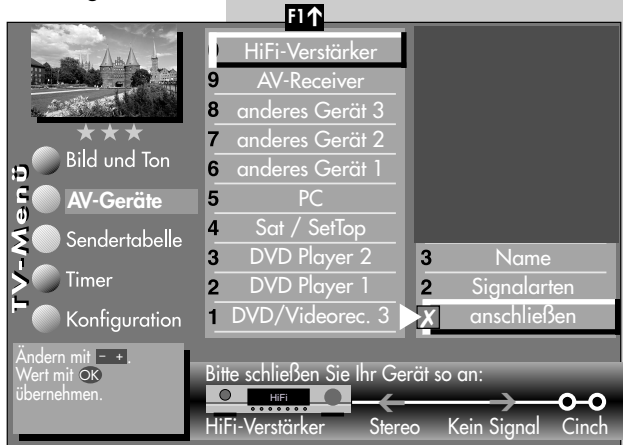 F1↑
HiFi-Verstärker
9 AV-Receiver
8 anderes Gerät 3
7 anderes Gerät 2
6 anderes Gerät 1
5 PC
4 Sat / SetTop
3 DVD Player 2
2 DVD Player 1
1 DVD/Videorec. 3
TV-Menü
Bild und Ton
AV-Geräte
Sendertabelle
Timer
Konfiguration
3 Name
2 Signalarten
X anschließen
Ändern mit - +.
Wert mit OK
übernehmen.
Bitte schließen Sie Ihr Gerät so an:
HiFi
HiFi-Verstärker Stereo Kein Signal Cinch